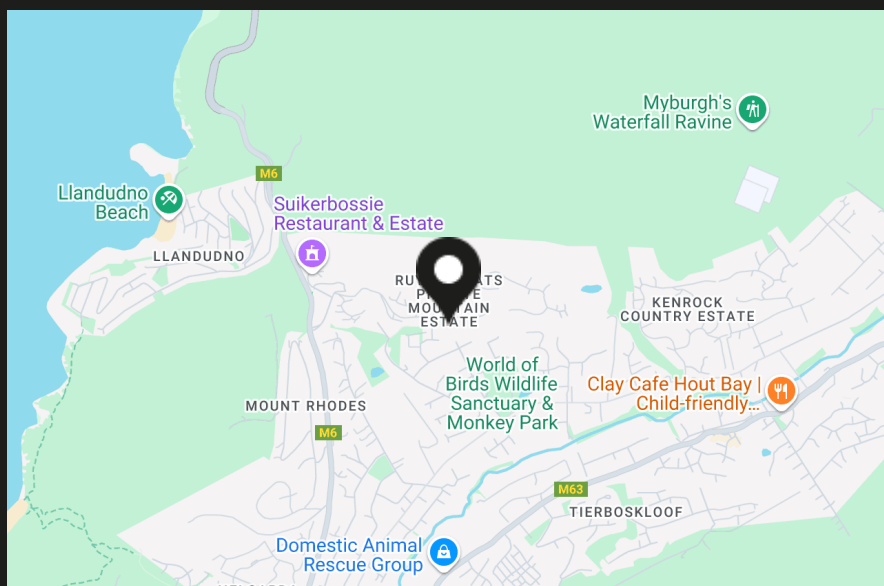 Myburgh's
Waterfall Ravine
M6
Llandudno
Beach
Suikerbossie
Restaurant & Estate
LLANDUDNO
ESTATE
KENROCK
COUNTRY ESTATE
World of
Birds Wildlife
Sanctuary &
Monkey Park
Clay Cafe Hout Bay |
Child-friendly...
MOUNT RHODES
M6
M63
TIERBOSKLOOF
Domestic Animal
Rescue Group